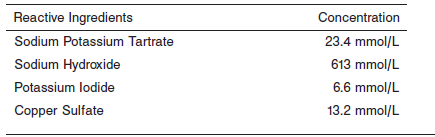 Reactive Ingredients Concentration
Sodium Potassium Tartrate 23.4 mmol/L
Sodium Hydroxide 613 mmol/L
Potassium Iodide 6.6 mmol/L
Copper Sulfate 13.2 mmol/L